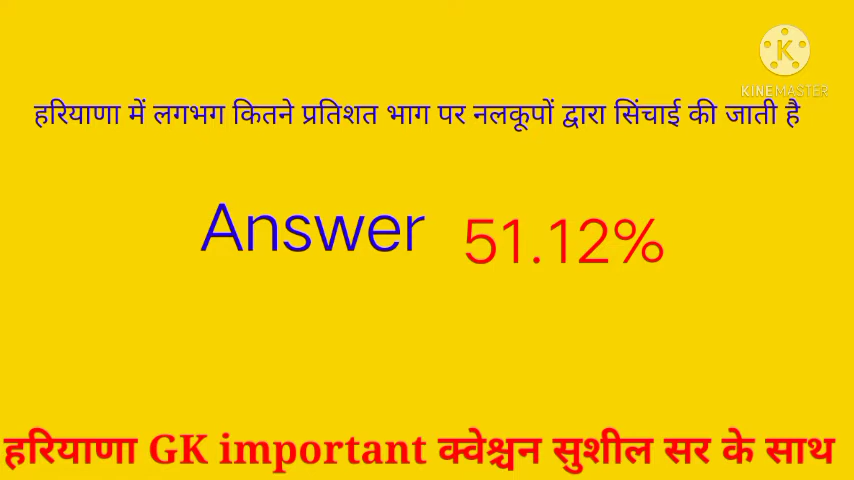 KINEMASTER
हरियाणा में लगभग कितने प्रतिशत भाग पर नलकूपों द्वारा सिंचाई की जाती है
Answer 51.12%
हरियाणा GK important क्वेश्चन सुशील सर के साथ